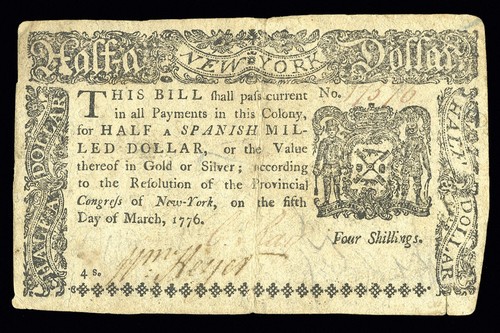 Half a
NEW-YORK
Dollar.
HALF A DOLLAR
THIS BILL shall pass current
in all Payments in this Colony,
for HALF A SPANISH MIL-
LED DOLLAR, or the Value
thereof in Gold or Silver; according
to the Resolution of the Provincial
Congress of New-York, on the fifth
Day of March, 1776.
No.
Four Shillings.
HALF A DOLLAR
Wm. Heyer
4 s.